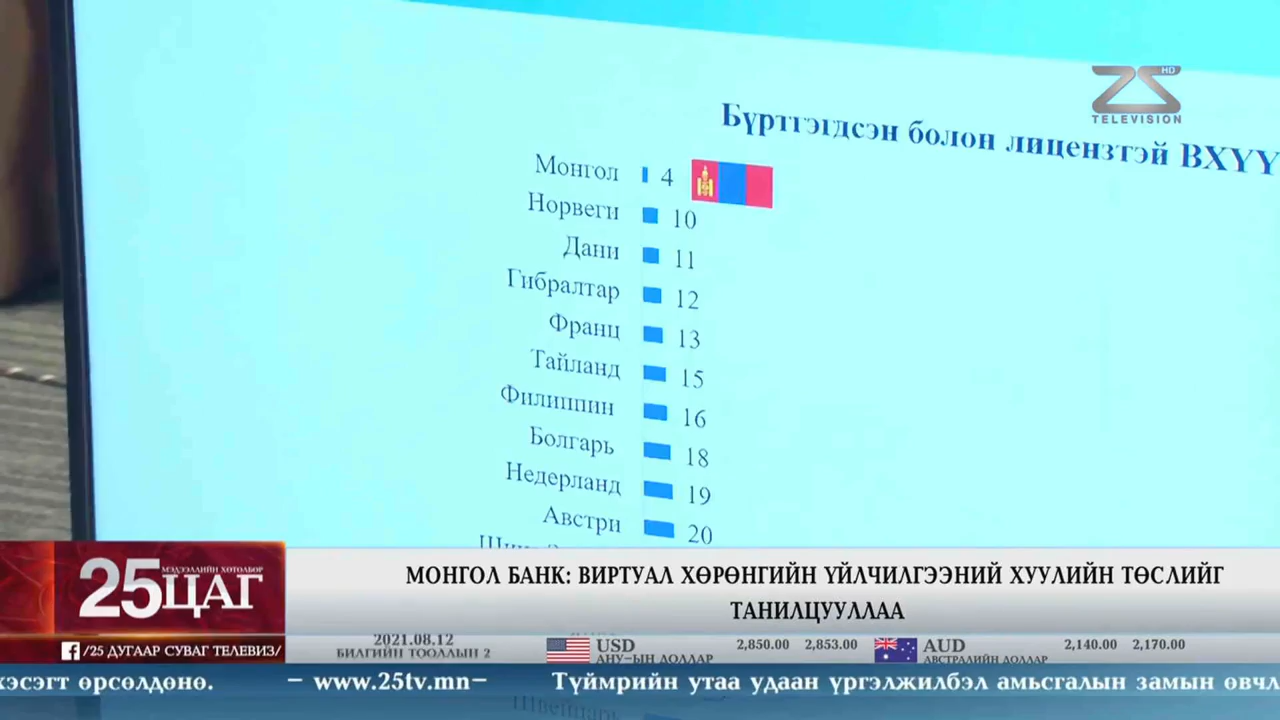 HD
TELEVISION
Бүртгэгдсэн болон лицензтэй ВХҮҮ
Монгол 4
Норвеги 10
Дани 11
Гибралтар 12
Франц 13
Тайланд 15
Филиппин 16
Болгарь 18
Недерланд 19
Австри 20
МЭДЭЭЛЛИЙН ХӨТӨЛБӨР
25ЦАГ
МОНГОЛ БАНК: ВИРТУАЛ ХӨРӨНГИЙН ҮЙЛЧИЛГЭЭНИЙ ХУУЛИЙН ТӨСЛИЙГ
ТАНИЛЦУУЛЛАА
/25 ДУГААР СУВАГ ТЕЛЕВИЗ/
2021.08.12
БИЛГИЙН ТООЛЛЫН 2
USD 2,850.00 2,853.00
АНУ-ЫН ДОЛЛАР
AUD 2,140.00 2,170.00
АВСТРАЛИЙН ДОЛЛАР
хэсэгт өрсөлдөнө. – www.25tv.mn– Түймрийн утаа удаан үргэлжилбэл амьсгалын замын өвчл
Швейцарь